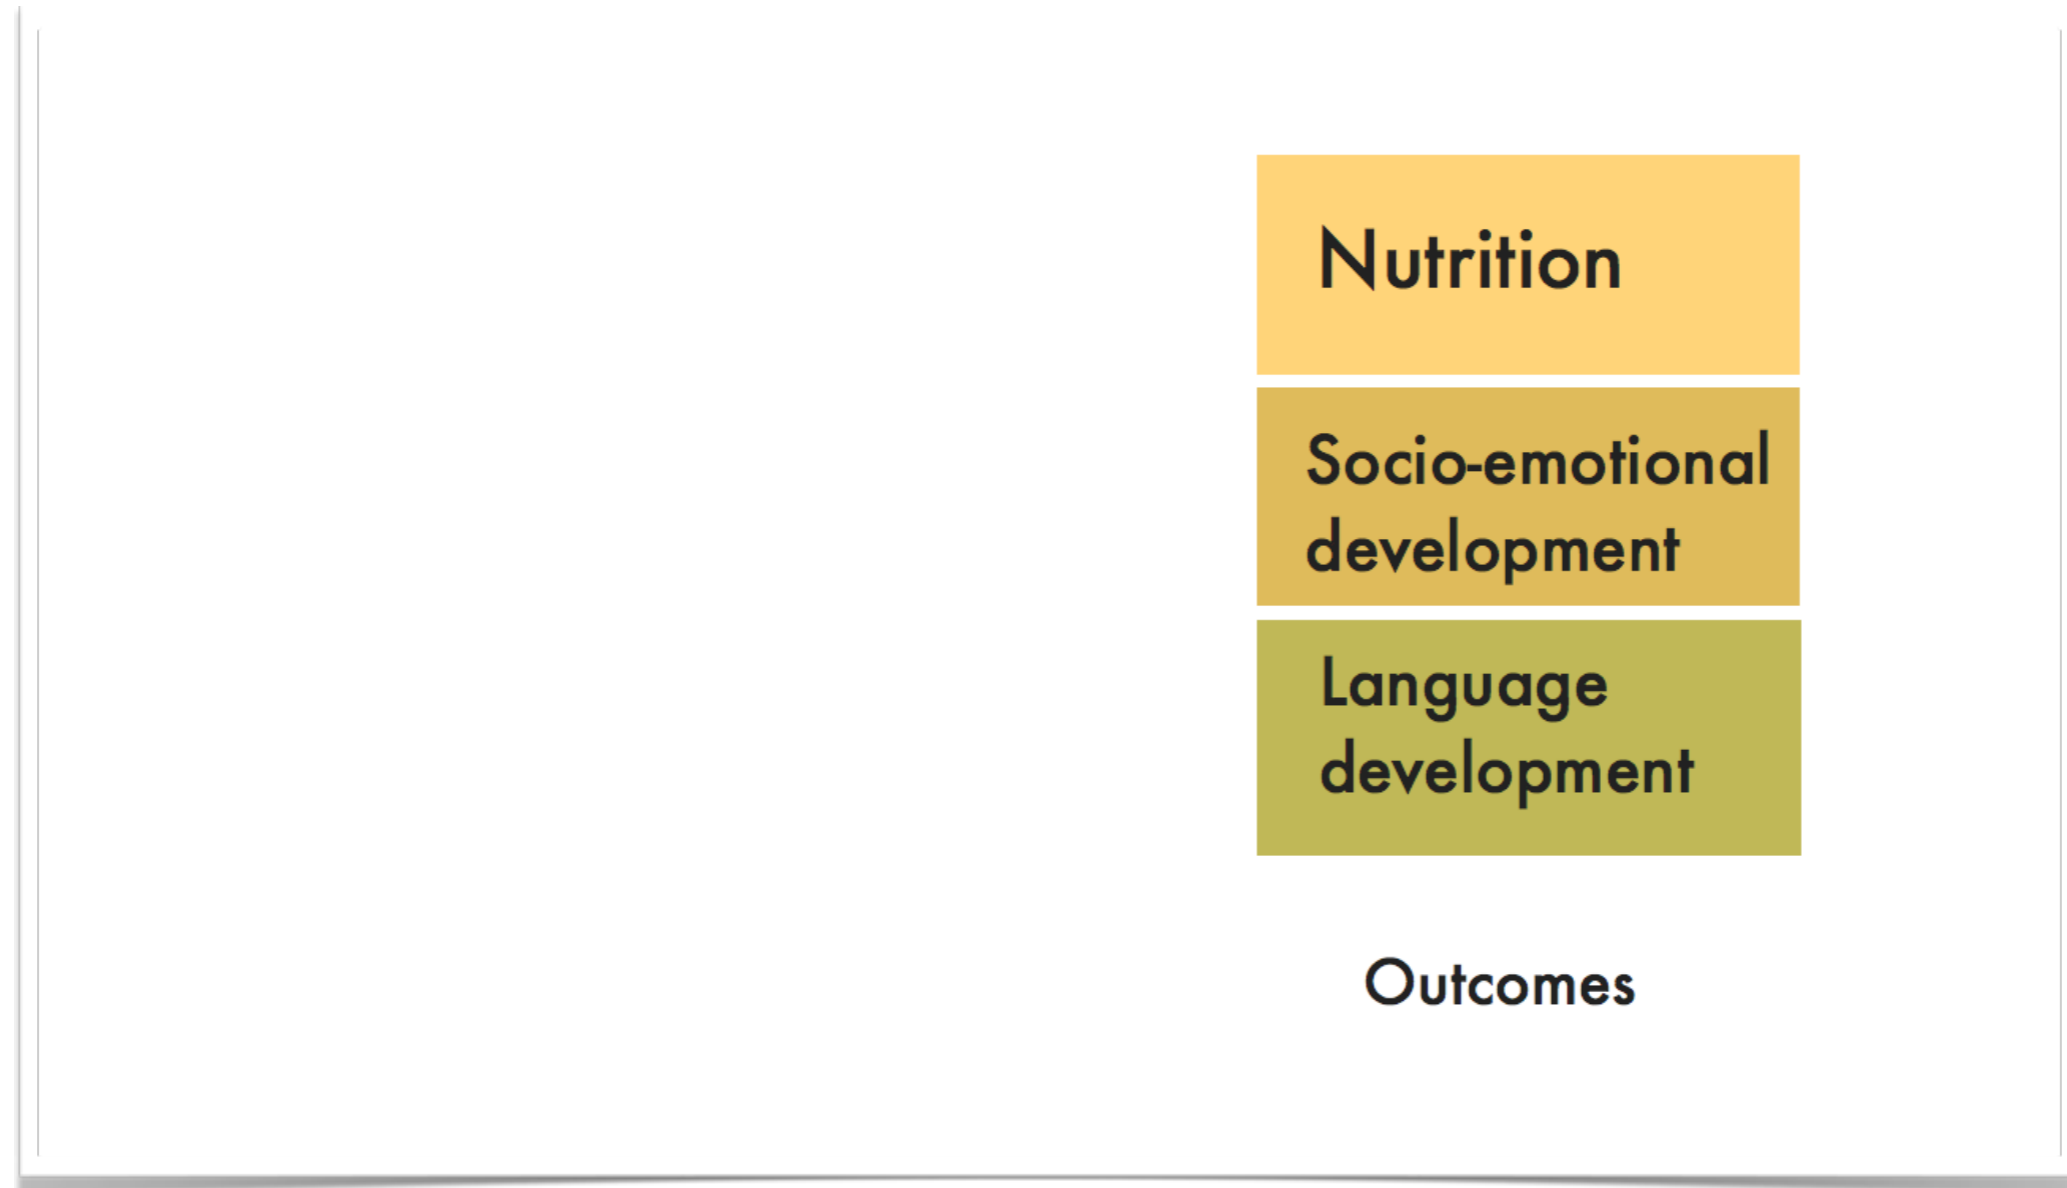 Nutrition
Socio-emotional
development
Language
development
Outcomes